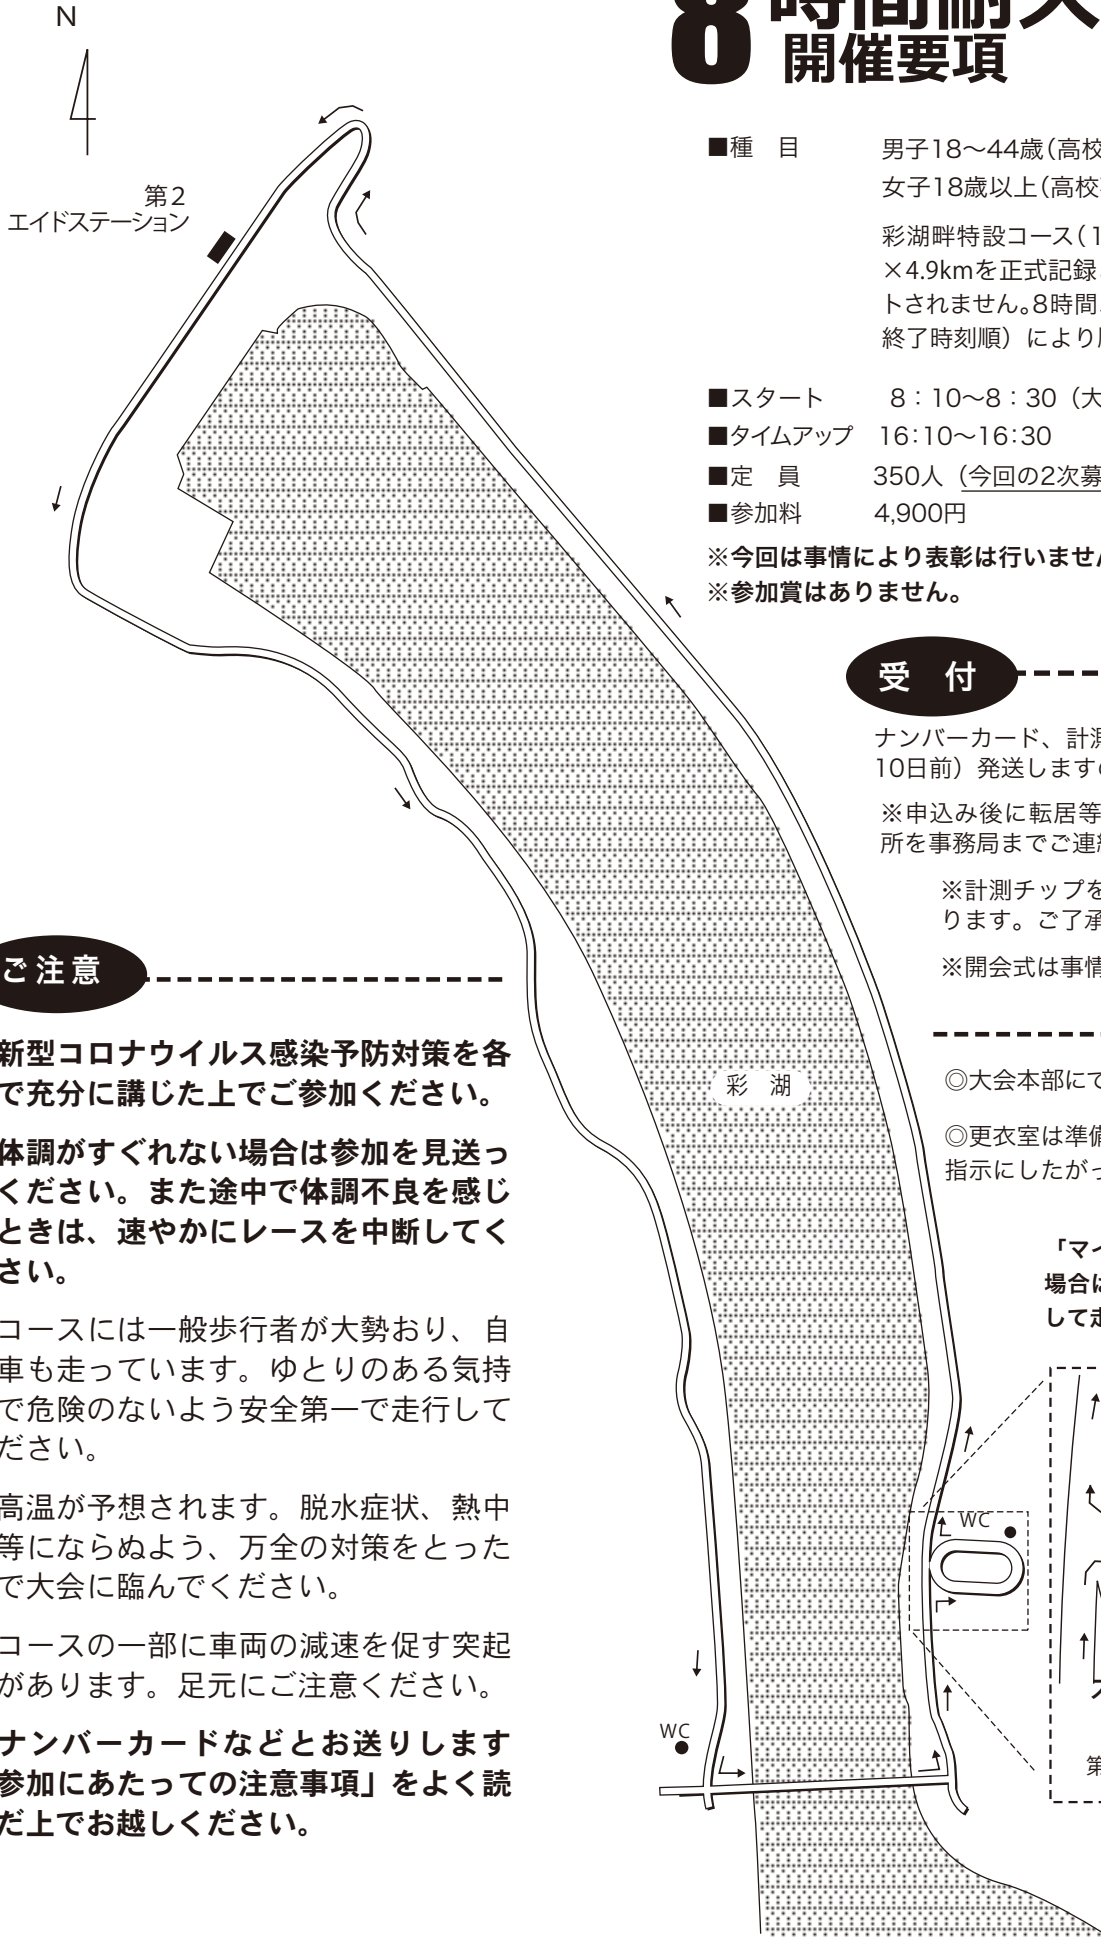 N
第2
エイドステーション
8時間耐久
開催要項
■種　目　男子18〜44歳（高校
女子18歳以上（高校
彩湖畔特設コース（1
×4.9kmを正式記録
トされません。8時間
終了時刻順）により
■スタート　8：10〜8：30（大
■タイムアップ　16：10〜16：30
■定　員　350人（今回の2次募
■参加料　4,900円
※今回は事情により表彰は行いません
※参加賞はありません。
受　付
ナンバーカード、計測
10日前）発送しますの
※申込み後に転居等
所を事務局までご連絡
※計測チップを
ります。ご了承
※開会式は事情
◎大会本部にて
◎更衣室は準備
指示にしたがっ
「マイ
場合は
して走
彩　湖
WC
WC
第
ご注意
新型コロナウイルス感染予防対策を各
で充分に講じた上でご参加ください。
体調がすぐれない場合は参加を見送っ
ください。また途中で体調不良を感じ
ときは、速やかにレースを中断してく
さい。
コースには一般歩行者が大勢おり、自
車も走っています。ゆとりのある気持
で危険のないよう安全第一で走行して
ださい。
高温が予想されます。脱水症状、熱中
等にならぬよう、万全の対策をとった
で大会に臨んでください。
コースの一部に車両の減速を促す突起
があります。足元にご注意ください。
ナンバーカードなどとお送りします
参加にあたっての注意事項」をよく読
だ上でお越しください。